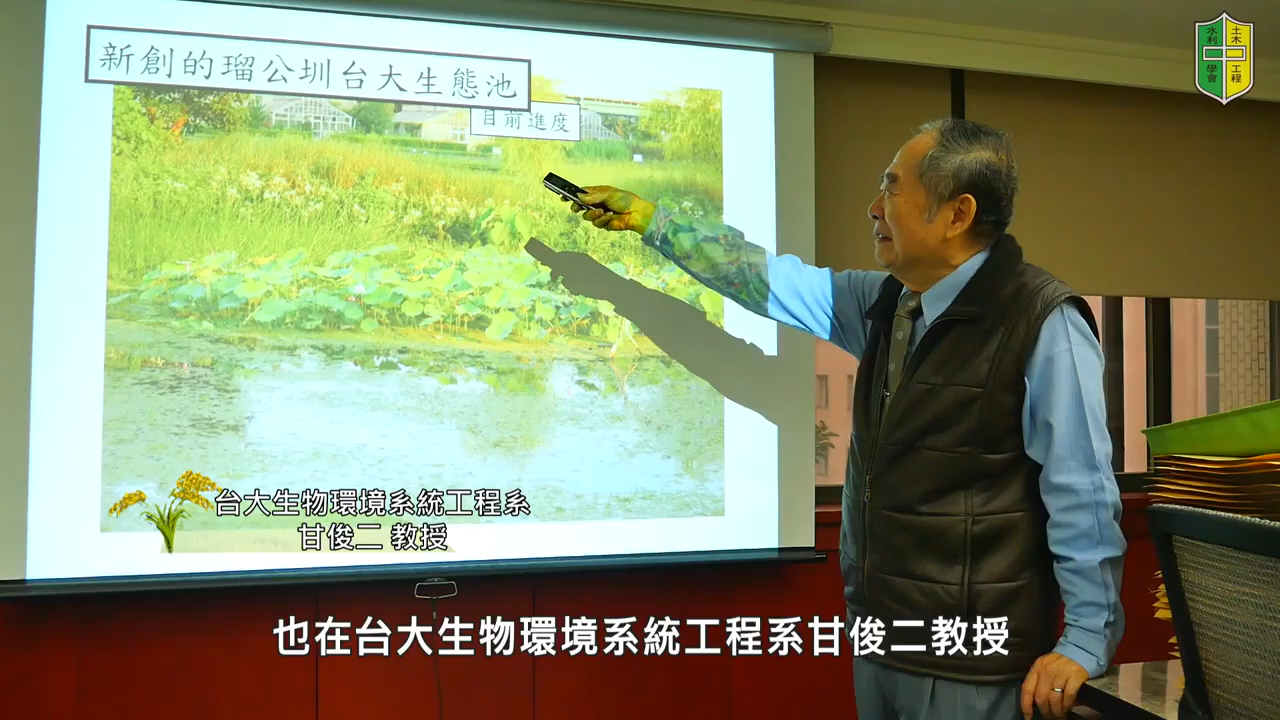 新創的瑠公圳台大生態池
目前進度
水利
學會
土木
工程
中
台大生物環境系統工程系
甘俊二 教授
也在台大生物環境系統工程系甘俊二教授